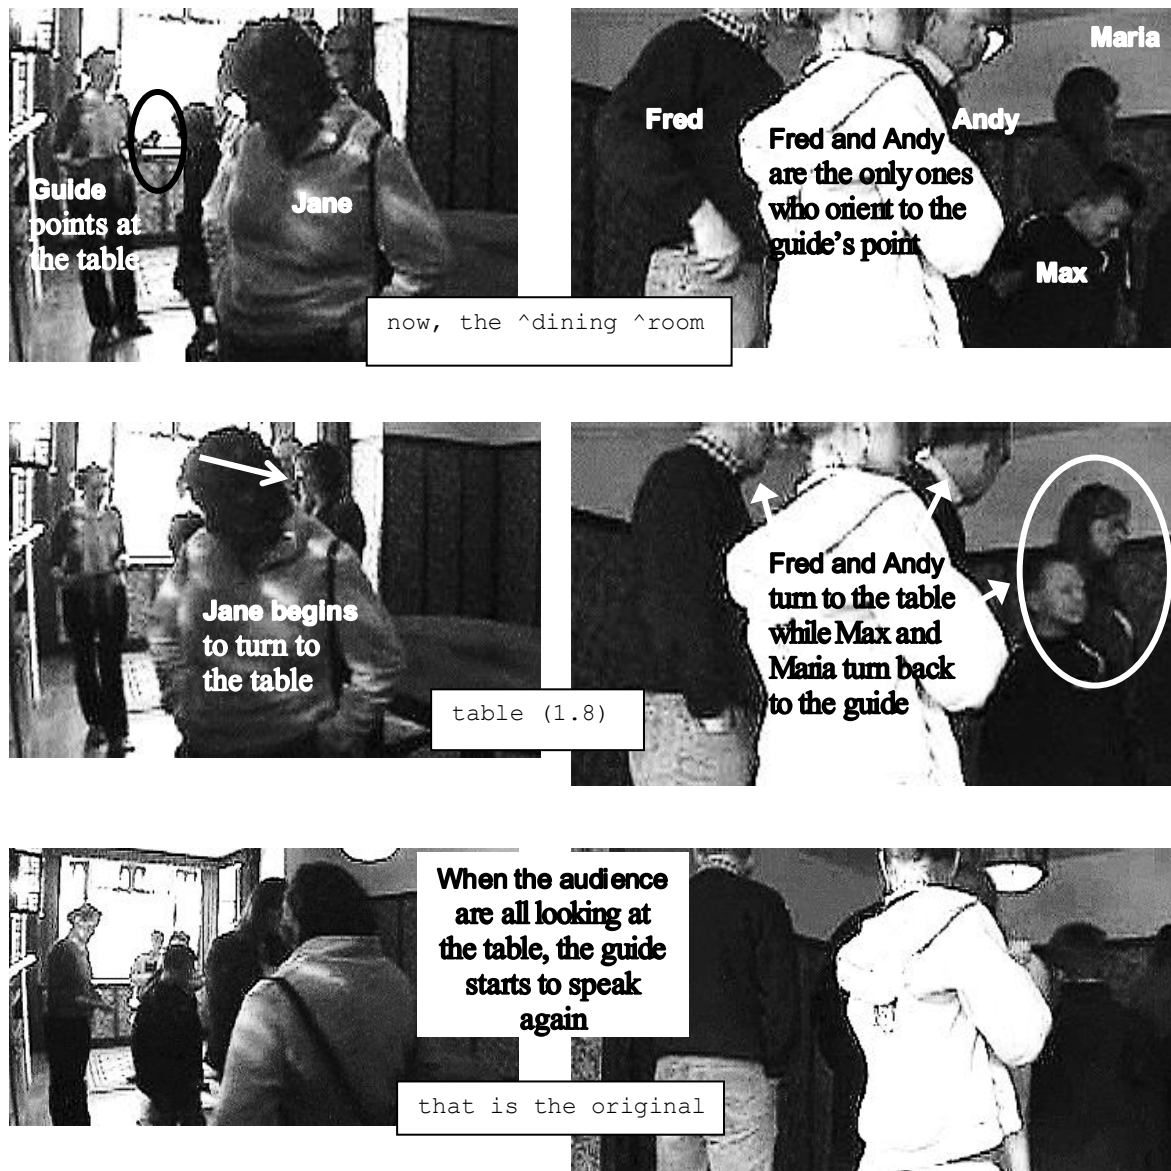 Guide
points at
the table
Jane
Fred
Fred and Andy
are the only ones
who orient to the
guide's point
Andy
Maria
Max
now, the ^dining ^room
Jane begins
to turn to
the table
Fred and Andy
turn to the table
while Max and
Maria turn back
to the guide
table (1.8)
When the audience
are all looking at
the table, the guide
starts to speak
again
that is the original